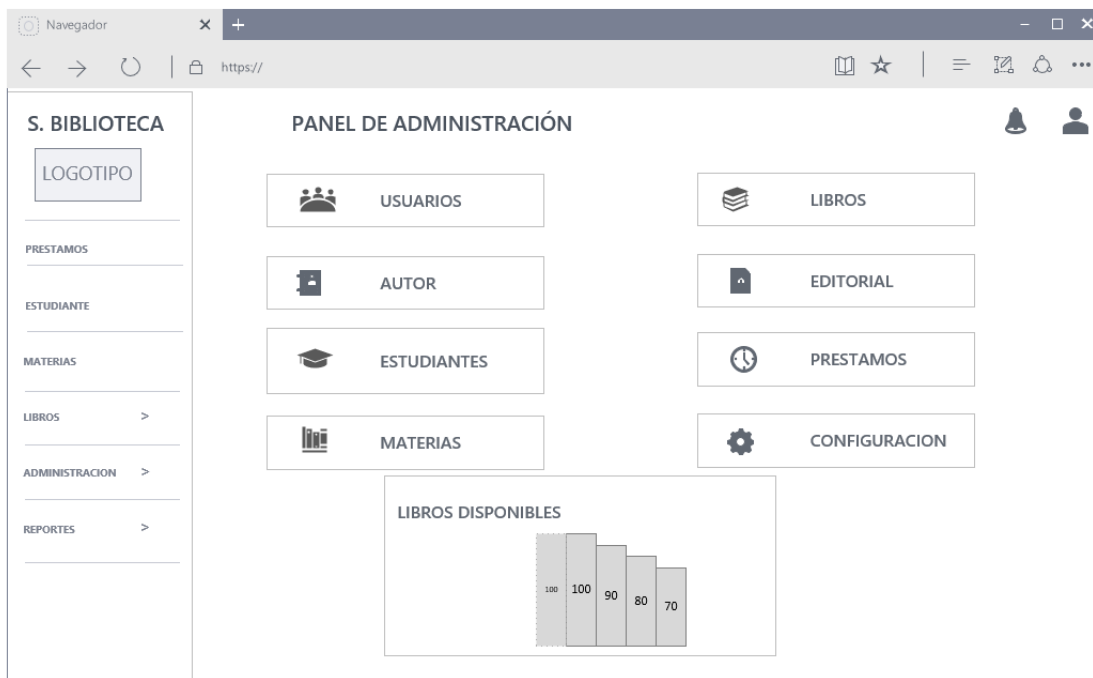 Navegador
https://
S. BIBLIOTECA
LOGOTIPO
PRESTAMOS
ESTUDIANTE
MATERIAS
LIBROS >
ADMINISTRACION >
REPORTES >
PANEL DE ADMINISTRACIÓN
USUARIOS
LIBROS
AUTOR
EDITORIAL
ESTUDIANTES
PRESTAMOS
MATERIAS
CONFIGURACION
LIBROS DISPONIBLES
100 100 90 80 70